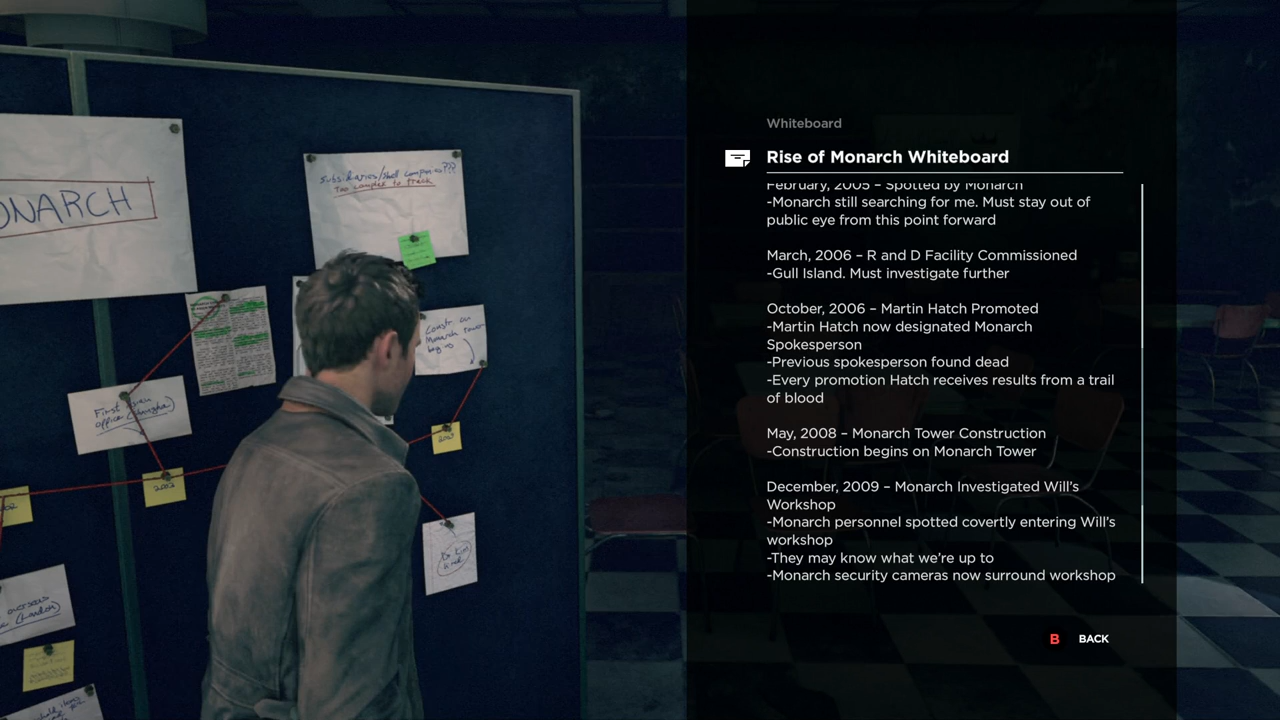 ONARCH
Subsidiaries/shell companies???
Too complex to track
Monarch tower
begins
First
office
2002
Whiteboard
Rise of Monarch Whiteboard
February, 2005 – Spotted by Monarch
-Monarch still searching for me. Must stay out of
public eye from this point forward
March, 2006 – R and D Facility Commissioned
-Gull Island. Must investigate further
October, 2006 – Martin Hatch Promoted
-Martin Hatch now designated Monarch
Spokesperson
-Previous spokesperson found dead
-Every promotion Hatch receives results from a trail
of blood
May, 2008 – Monarch Tower Construction
-Construction begins on Monarch Tower
December, 2009 – Monarch Investigated Will's
Workshop
-Monarch personnel spotted covertly entering Will's
workshop
-They may know what we're up to
-Monarch security cameras now surround workshop
B BACK